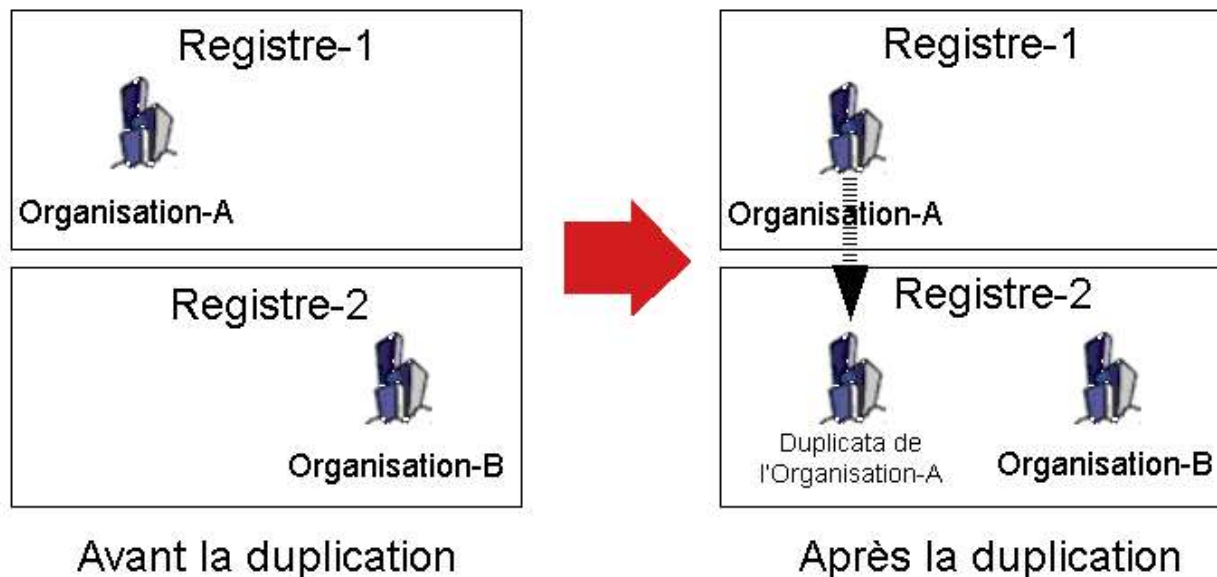 Registre-1
Organisation-A
Registre-2
Organisation-B
Avant la duplication
Registre-1
Organisation-A
Registre-2
Duplicata de
l'Organisation-A
Organisation-B
Après la duplication